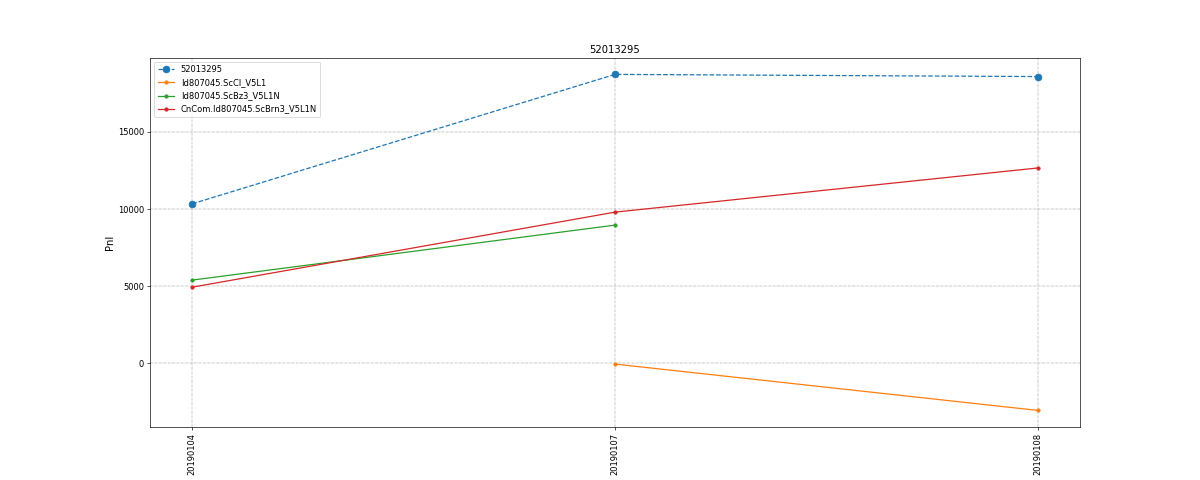 52013295
52013295
Id807045.ScCl_V5L1
Id807045.ScBz3_V5L1N
CnCom.Id807045.ScBrn3_V5L1N
15000
10000
5000
0
Pnl
20190104
20190107
20190108